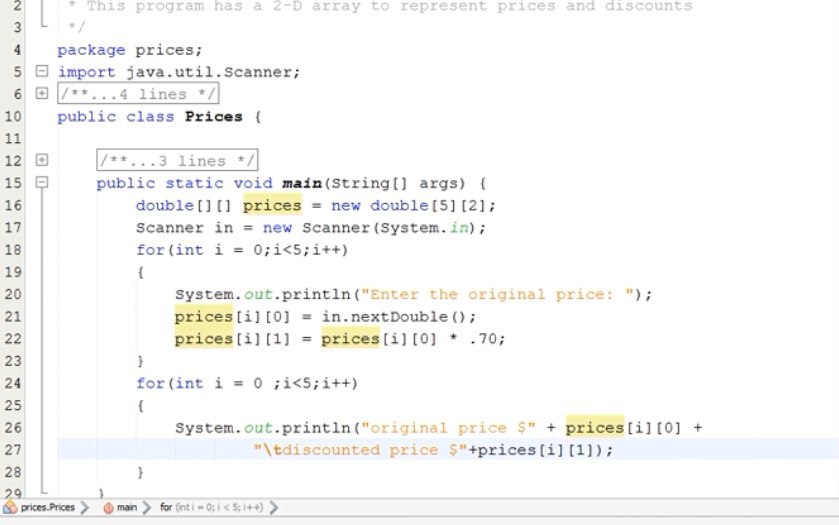 2 * This program has a 2-D array to represent prices and discounts
3 */
4 package prices;
5 import java.util.Scanner;
6 /**...4 lines */
10 public class Prices {
11
12 /**...3 lines */
15 public static void main(String[] args) {
16 double[][] prices = new double[5][2];
17 Scanner in = new Scanner(System.in);
18 for(int i = 0;i<5;i++)
19 {
20 System.out.println("Enter the original price: ");
21 prices[i][0] = in.nextDouble();
22 prices[i][1] = prices[i][0] * .70;
23 }
24 for(int i = 0 ;i<5;i++)
25 {
26 System.out.println("original price $" + prices[i][0] +
27 "\tdiscounted price $"+prices[i][1]);
28 }
29 }
prices.Prices main for (int i = 0; i < 5; i++)